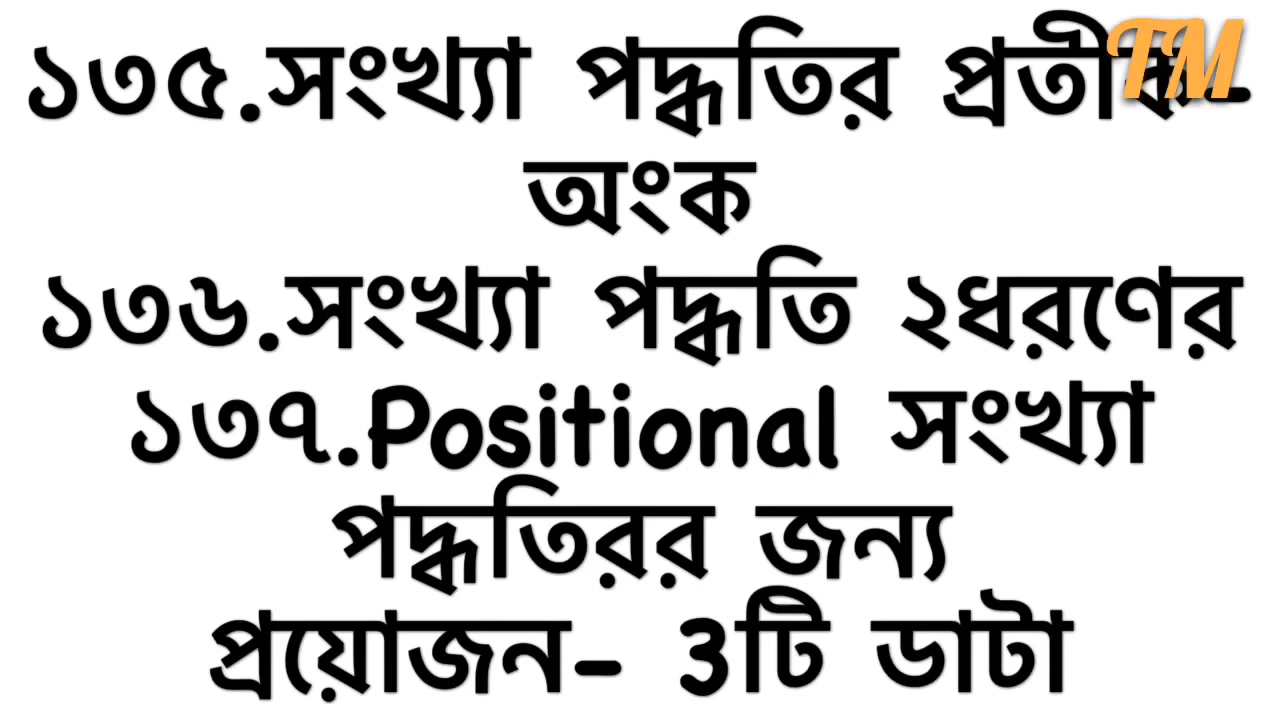 ১৩৫.সংখ্যা পদ্ধতির প্রতীক-
অংক
১৩৬.সংখ্যা পদ্ধতি ২ধরণের
১৩৭.Positional সংখ্যা
পদ্ধতিরর জন্য
প্রয়োজন- 3টি ডাটা
TM